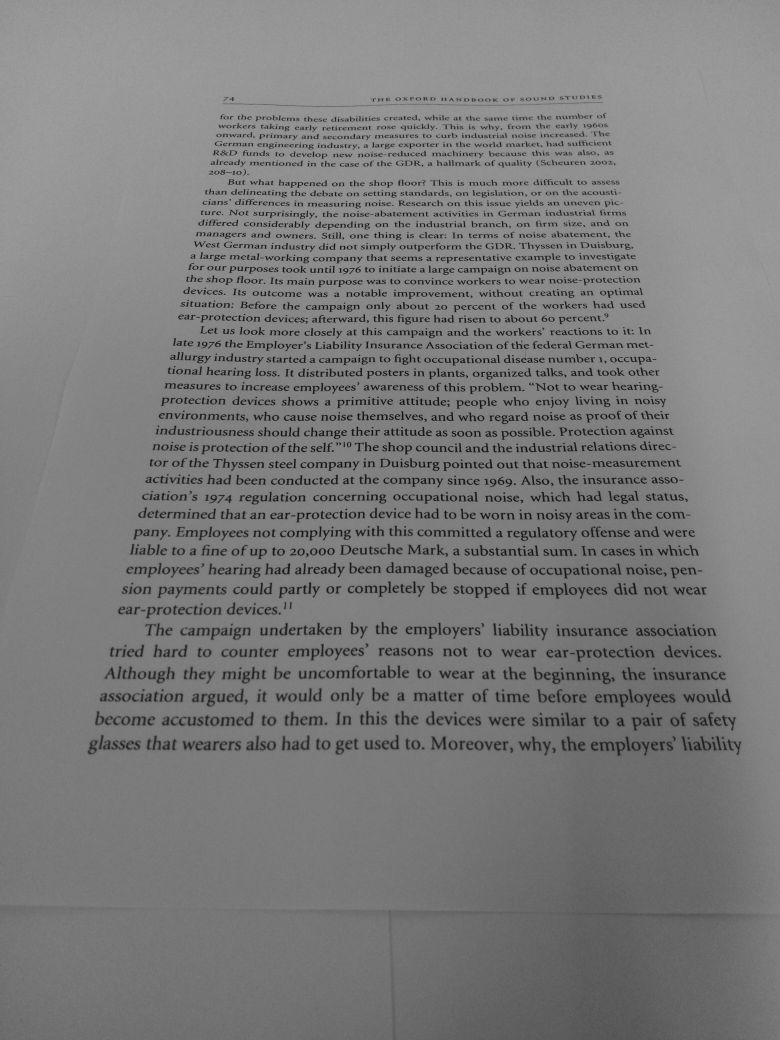 74 THE OXFORD HANDBOOK OF SOUND STUDIES
for the problems these disabilities created, while at the same time the number of
workers taking early retirement rose quickly. This is why, from the early 1960s
onward, primary and secondary measures to curb industrial noise increased. The
German engineering industry, a large exporter in the world market, had sufficient
R&D funds to develop new noise-reduced machinery because this was also, as
already mentioned in the case of the GDR, a hallmark of quality (Scheuren 2002,
208–10).
But what happened on the shop floor? This is much more difficult to assess
than delineating the debate on setting standards, on legislation, or on the acousti-
cians' differences in measuring noise. Research on this issue yields an uneven pic-
ture. Not surprisingly, the noise-abatement activities in German industrial firms
differed considerably depending on the industrial branch, on firm size, and on
managers and owners. Still, one thing is clear: In terms of noise abatement, the
West German industry did not simply outperform the GDR. Thyssen in Duisburg,
a large metal-working company that seems a representative example to investigate
for our purposes took until 1976 to initiate a large campaign on noise abatement on
the shop floor. Its main purpose was to convince workers to wear noise-protection
devices. Its outcome was a notable improvement, without creating an optimal
situation: Before the campaign only about 20 percent of the workers had used
ear-protection devices; afterward, this figure had risen to about 60 percent.⁹
Let us look more closely at this campaign and the workers' reactions to it: In
late 1976 the Employer's Liability Insurance Association of the federal German met-
allurgy industry started a campaign to fight occupational disease number 1, occupa-
tional hearing loss. It distributed posters in plants, organized talks, and took other
measures to increase employees' awareness of this problem. "Not to wear hearing-
protection devices shows a primitive attitude; people who enjoy living in noisy
environments, who cause noise themselves, and who regard noise as proof of their
industriousness should change their attitude as soon as possible. Protection against
noise is protection of the self."¹⁰ The shop council and the industrial relations direc-
tor of the Thyssen steel company in Duisburg pointed out that noise-measurement
activities had been conducted at the company since 1969. Also, the insurance asso-
ciation's 1974 regulation concerning occupational noise, which had legal status,
determined that an ear-protection device had to be worn in noisy areas in the com-
pany. Employees not complying with this committed a regulatory offense and were
liable to a fine of up to 20,000 Deutsche Mark, a substantial sum. In cases in which
employees' hearing had already been damaged because of occupational noise, pen-
sion payments could partly or completely be stopped if employees did not wear
ear-protection devices.¹¹
The campaign undertaken by the employers' liability insurance association
tried hard to counter employees' reasons not to wear ear-protection devices.
Although they might be uncomfortable to wear at the beginning, the insurance
association argued, it would only be a matter of time before employees would
become accustomed to them. In this the devices were similar to a pair of safety
glasses that wearers also had to get used to. Moreover, why, the employers' liability